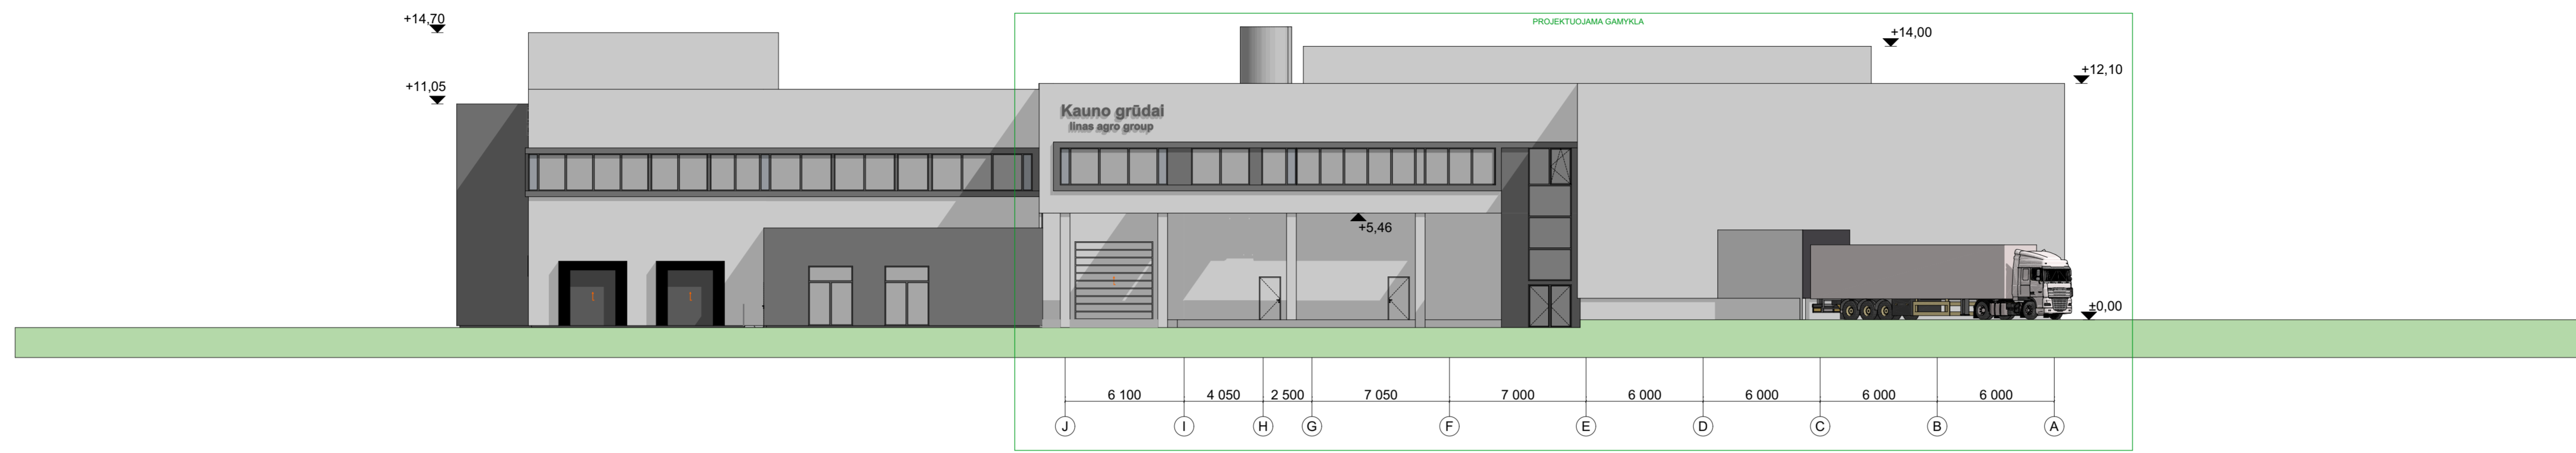 PROJEKTUOJAMA GAMYKLA
+14,70
+14,00
+12,10
+11,05
Kauno grūdai
linas agro group
+5,46
±0,00
6 100
4 050
2 500
7 050
7 000
6 000
6 000
6 000
6 000
J
I
H
G
F
E
D
C
B
A